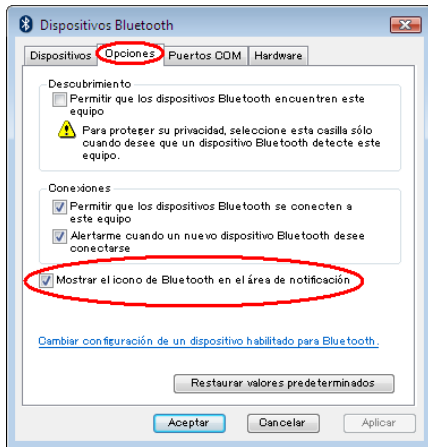 Dispositivos Bluetooth
Dispositivos Opciones Puertos COM Hardware
Descubrimiento
Permitir que los dispositivos Bluetooth encuentren este
equipo
Para proteger su privacidad, seleccione esta casilla sólo
cuando desee que un dispositivo Bluetooth detecte este
equipo.
Conexiones
Permitir que los dispositivos Bluetooth se conecten a
este equipo
Alertarme cuando un nuevo dispositivo Bluetooth desee
conectarse
Mostrar el icono de Bluetooth en el área de notificación
Cambiar configuración de un dispositivo habilitado para Bluetooth.
Restaurar valores predeterminados
Aceptar Cancelar Aplicar